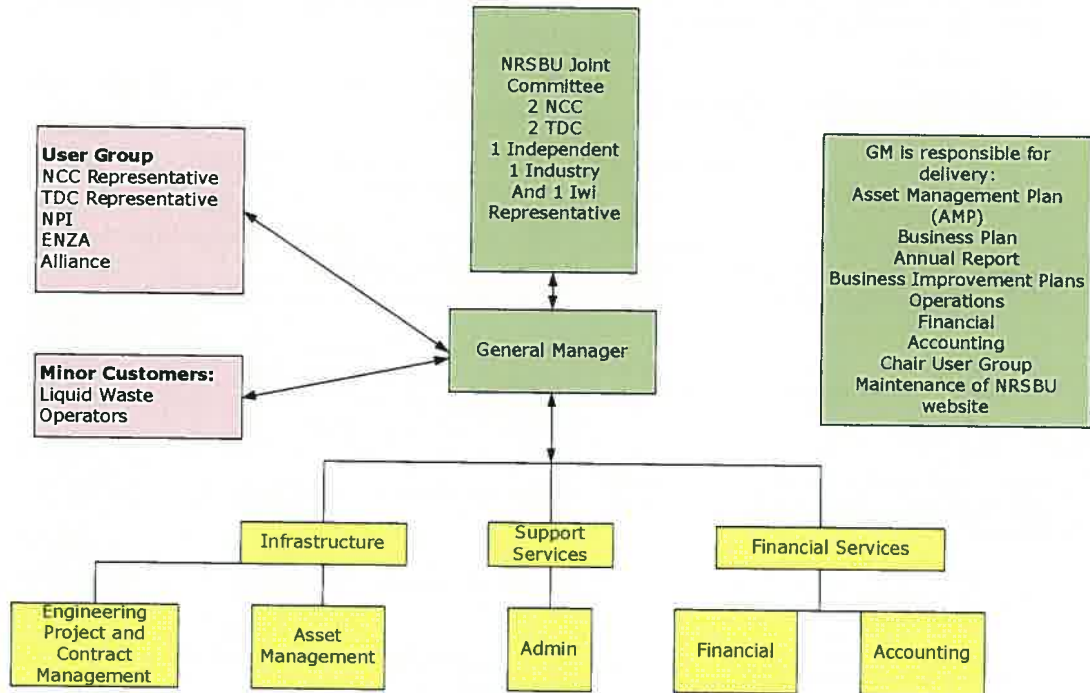 NRSBU Joint
Committee
2 NCC
2 TDC
1 Independent
1 Industry
And 1 Iwi
Representative
User Group
NCC Representative
TDC Representative
NPI
ENZA
Alliance
GM is responsible for
delivery:
Asset Management Plan
(AMP)
Business Plan
Annual Report
Business Improvement Plans
Operations
Financial
Accounting
Chair User Group
Maintenance of NRSBU
website
General Manager
Minor Customers:
Liquid Waste
Operators
Infrastructure
Support
Services
Financial Services
Engineering
Project and
Contract
Management
Asset
Management
Admin
Financial
Accounting